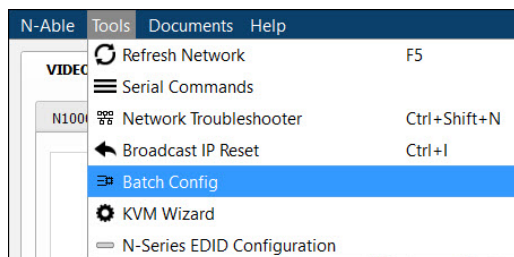 N-Able Tools Documents Help
Refresh Network F5
Serial Commands
N1000
Network Troubleshooter Ctrl+Shift+N
Broadcast IP Reset Ctrl+I
Batch Config
KVM Wizard
N-Series EDID Configuration